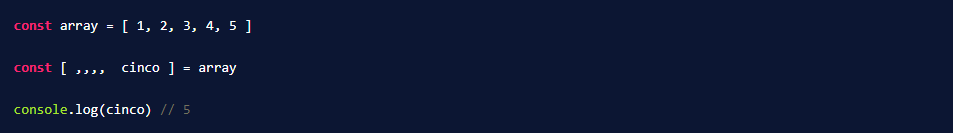 const array = [ 1, 2, 3, 4, 5 ]
const [ ,,,,  cinco ] = array
console.log(cinco) // 5